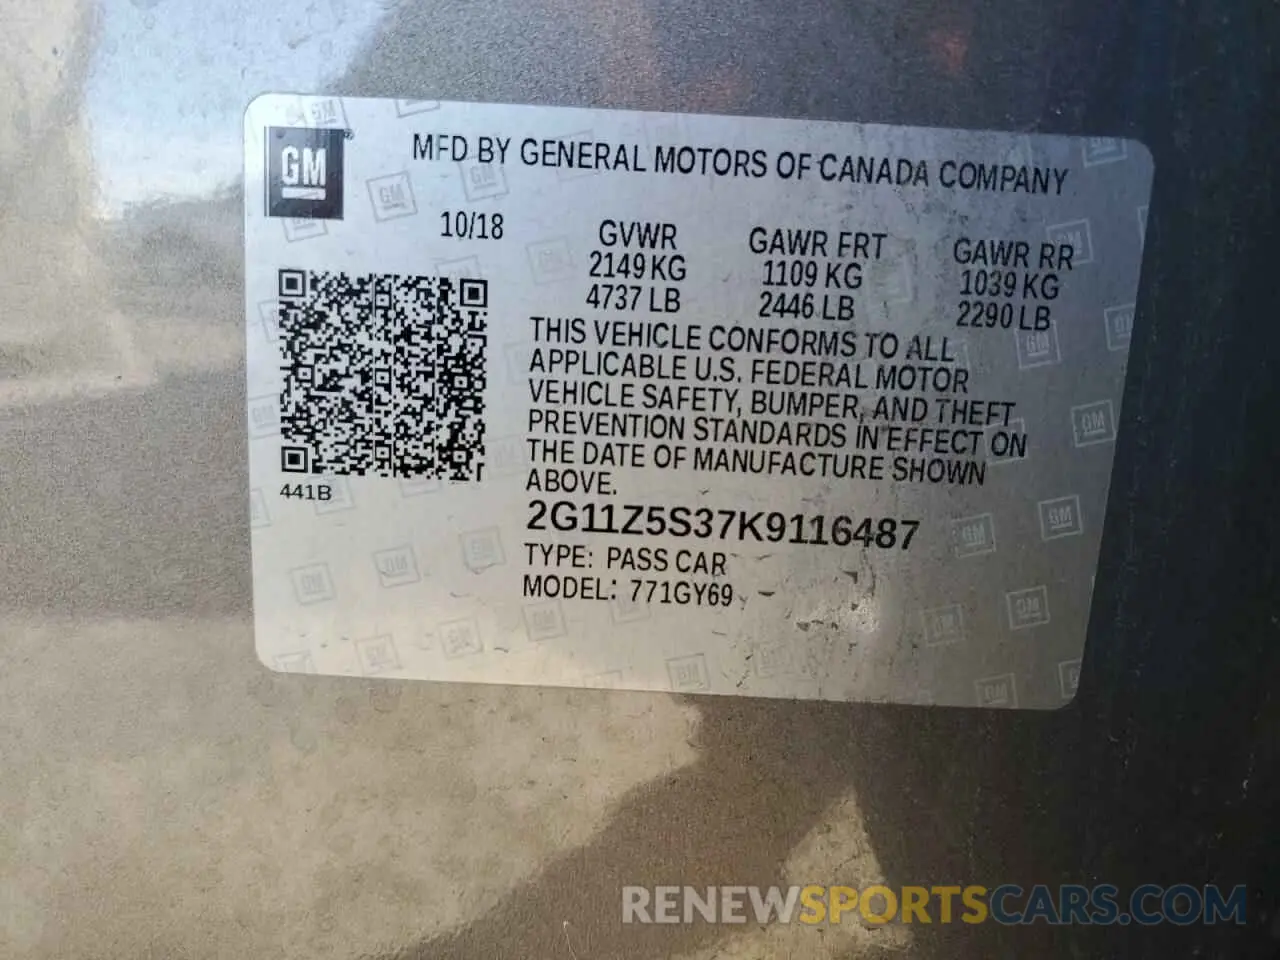 GM
MFD BY GENERAL MOTORS OF CANADA COMPANY
10/18
GVWR
2149 KG
4737 LB
GAWR FRT
1109 KG
2446 LB
GAWR RR
1039 KG
2290 LB
THIS VEHICLE CONFORMS TO ALL
APPLICABLE U.S. FEDERAL MOTOR
VEHICLE SAFETY, BUMPER, AND THEFT
PREVENTION STANDARDS IN EFFECT ON
THE DATE OF MANUFACTURE SHOWN
ABOVE.
441B
2G11Z5S37K9116487
TYPE: PASS CAR
MODEL: 771GY69
RENEWSPORTSCARS.COM